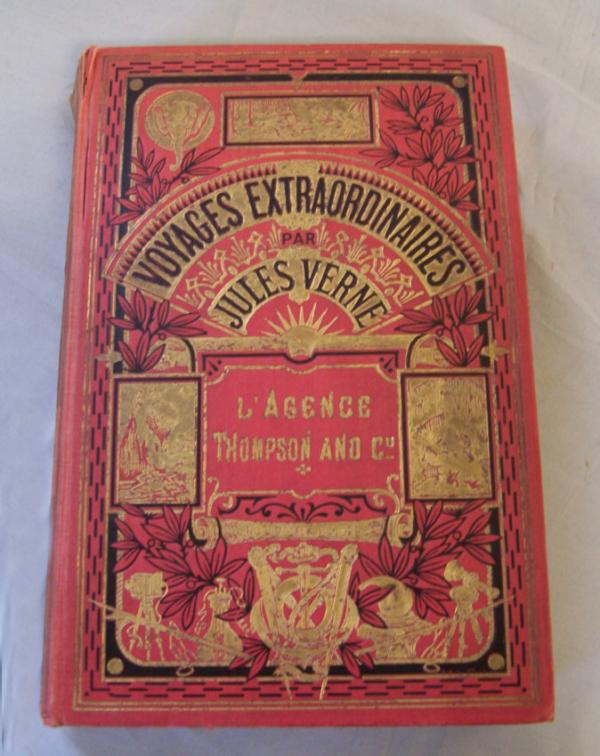 VOYAGES EXTRAORDINAIRES
PAR
JULES VERNE
L'AGENCE
THOMPSON AND Cº